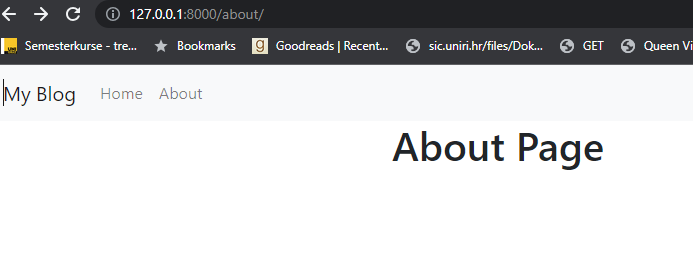 127.0.0.1:8000/about/
Semesterkurse - tre... Bookmarks Goodreads | Recent... sic.uniri.hr/files/Dok... GET Queen Vi
My Blog Home About
About Page